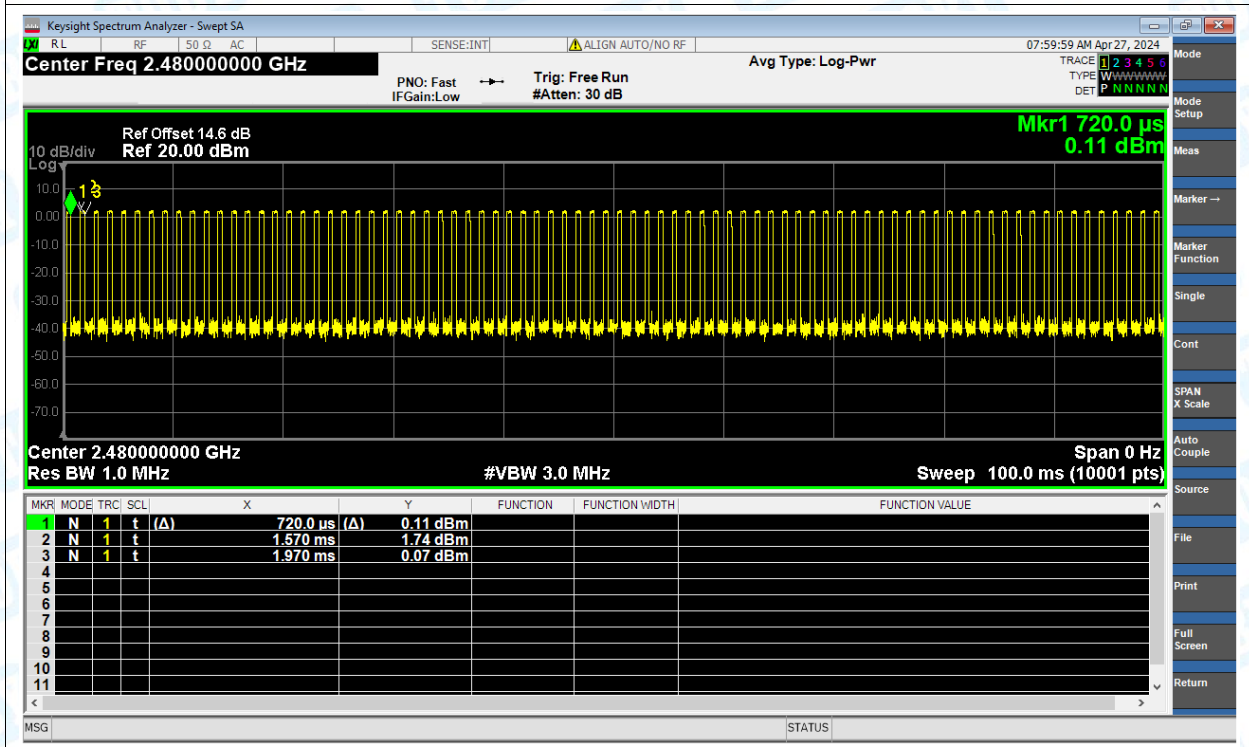 Keysight Spectrum Analyzer - Swept SA
LXI RL RF 50 Ω AC SENSE:INT ALIGN AUTO/NO RF 07:59:59 AM Apr 27, 2024
Center Freq 2.480000000 GHz
PNO: Fast
IFGain:Low
Trig: Free Run
#Atten: 30 dB
Avg Type: Log-Pwr
TRACE 1 2 3 4 5 6
TYPE WWWWWW
DET P N N N N N
Mkr1 720.0 µs
0.11 dBm
Ref Offset 14.6 dB
10 dB/div Ref 20.00 dBm
Log
10.0
0.00
-10.0
-20.0
-30.0
-40.0
-50.0
-60.0
-70.0
1 2 3
Center 2.480000000 GHz Span 0 Hz
Res BW 1.0 MHz #VBW 3.0 MHz Sweep 100.0 ms (10001 pts)
MKR MODE TRC SCL X Y FUNCTION FUNCTION WIDTH FUNCTION VALUE
1 N 1 t (Δ) 720.0 µs (Δ) 0.11 dBm
2 N 1 t 1.570 ms 1.74 dBm
3 N 1 t 1.970 ms 0.07 dBm
4
5
6
7
8
9
10
11
MSG STATUS
Mode
Mode
Setup
Meas
Marker →
Marker
Function
Single
Cont
SPAN
X Scale
Auto
Couple
Source
File
Print
Full
Screen
Return